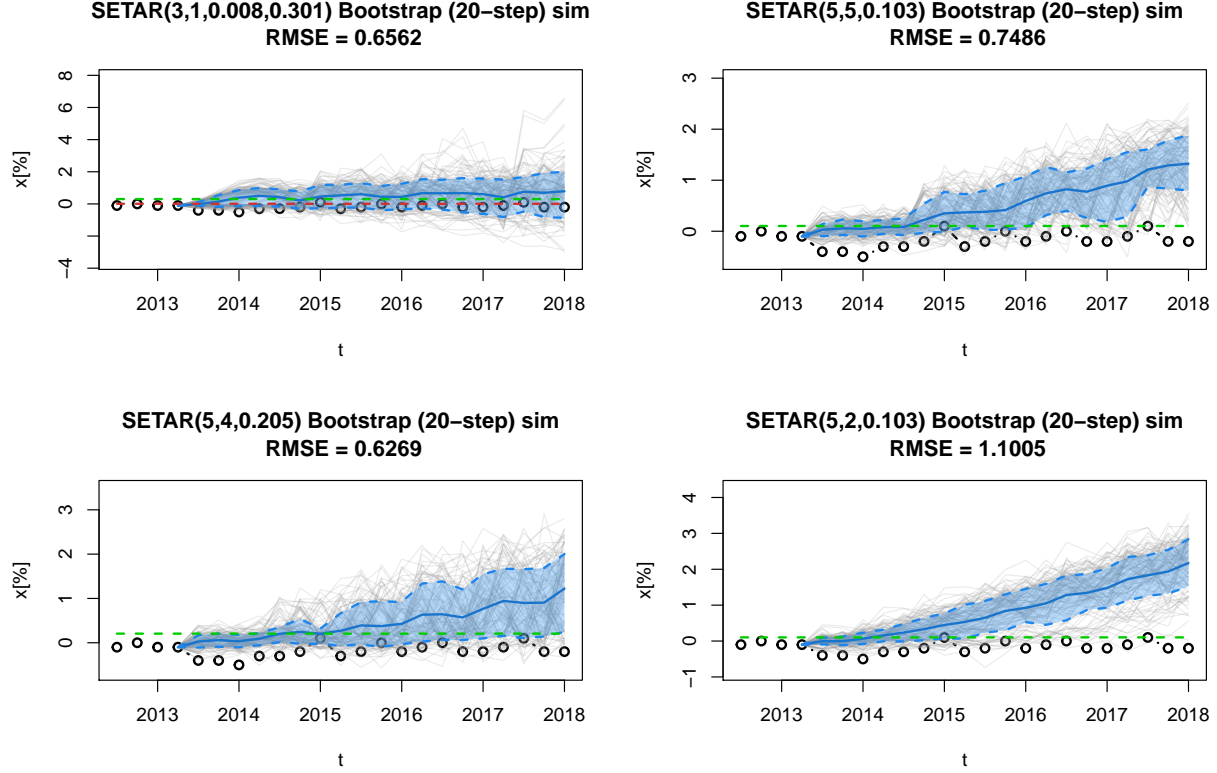 SETAR(3,1,0.008,0.301) Bootstrap (20−step) sim
RMSE = 0.6562
x[%]
8
6
4
2
0
−4
2013 2014 2015 2016 2017 2018
t
SETAR(5,5,0.103) Bootstrap (20−step) sim
RMSE = 0.7486
x[%]
3
2
1
0
2013 2014 2015 2016 2017 2018
t
SETAR(5,4,0.205) Bootstrap (20−step) sim
RMSE = 0.6269
x[%]
3
2
1
0
2013 2014 2015 2016 2017 2018
t
SETAR(5,2,0.103) Bootstrap (20−step) sim
RMSE = 1.1005
x[%]
4
3
2
1
0
−1
2013 2014 2015 2016 2017 2018
t